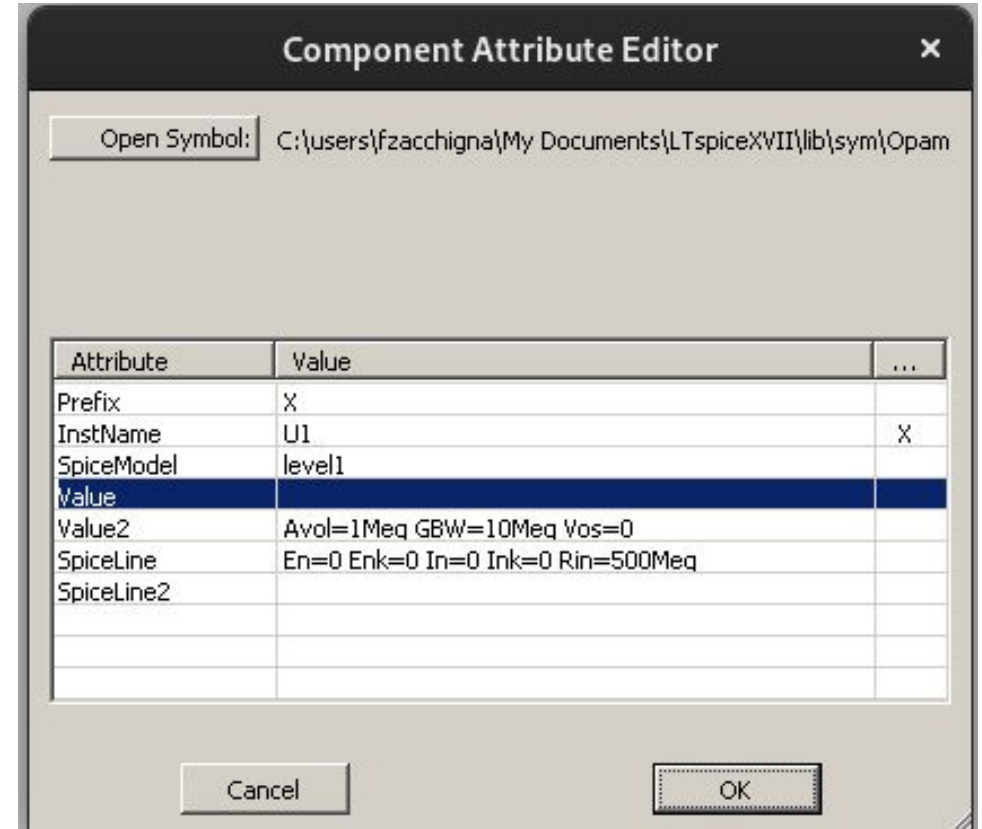 Component Attribute Editor ×
Open Symbol: C:\users\fzacchigna\My Documents\LTspiceXVII\lib\sym\Opam
Attribute Value ...
Prefix X
InstName U1 X
SpiceModel level1
Value
Value2 Avol=1Meg GBW=10Meg Vos=0
SpiceLine En=0 Enk=0 In=0 Ink=0 Rin=500Meg
SpiceLine2
Cancel OK